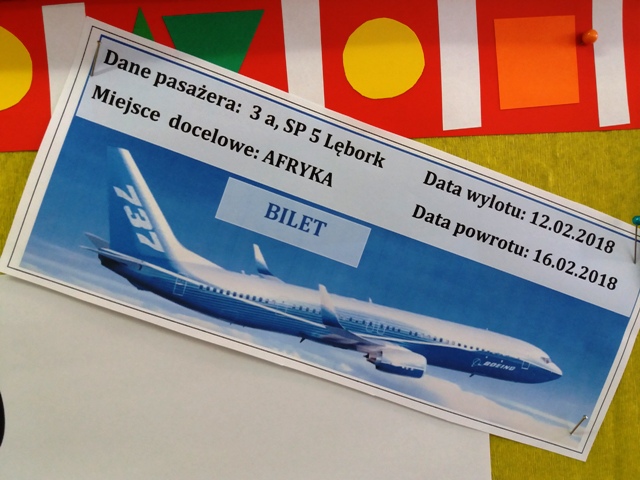 Dane pasażera: 3 a, SP 5 Lębork
Miejsce docelowe: AFRYKA
Data wylotu: 12.02.2018
Data powrotu: 16.02.2018
BILET
737
BOEING